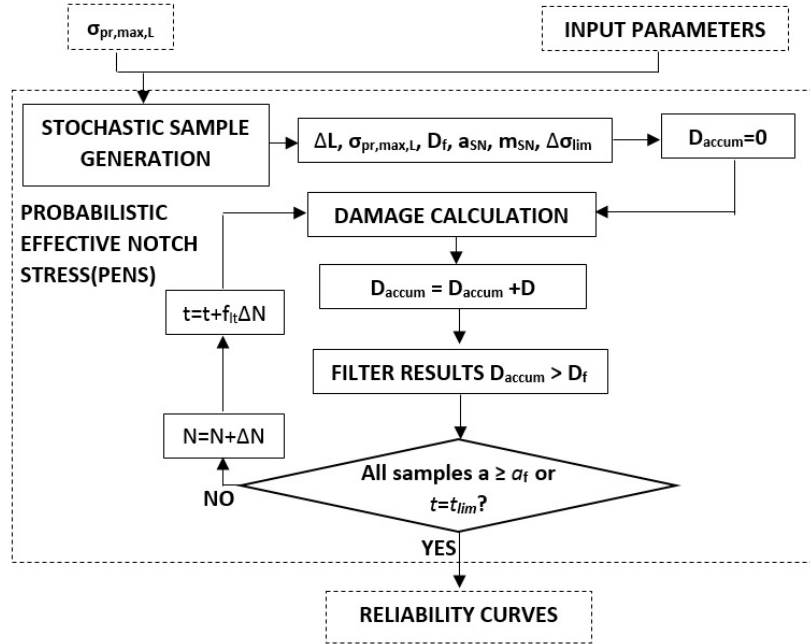 σpr,max,L
INPUT PARAMETERS
STOCHASTIC SAMPLE
GENERATION
ΔL, σpr,max,L, Df, aSN, mSN, Δσlim
Daccum=0
PROBABILISTIC
EFFECTIVE NOTCH
STRESS(PENS)
DAMAGE CALCULATION
Daccum = Daccum +D
t=t+fltΔN
FILTER RESULTS Daccum > Df
N=N+ΔN
All samples a ≥ af or
t=tlim?
NO
YES
RELIABILITY CURVES